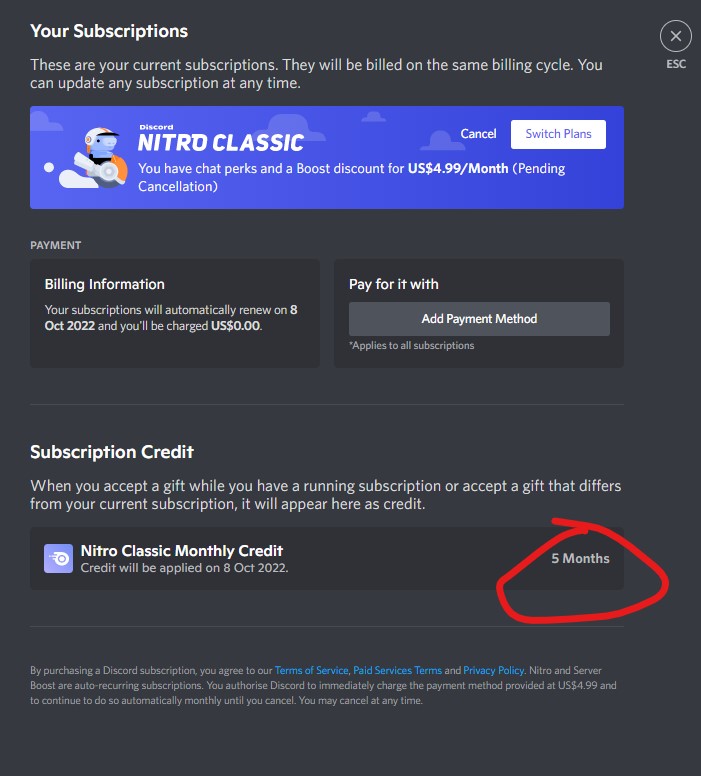 Your Subscriptions
ESC
These are your current subscriptions. They will be billed on the same billing cycle. You
can update any subscription at any time.
Discord
NITRO CLASSIC
Cancel
Switch Plans
You have chat perks and a Boost discount for US$4.99/Month (Pending
Cancellation)
PAYMENT
Billing Information
Your subscriptions will automatically renew on 8
Oct 2022 and you'll be charged US$0.00.
Pay for it with
Add Payment Method
*Applies to all subscriptions
Subscription Credit
When you accept a gift while you have a running subscription or accept a gift that differs
from your current subscription, it will appear here as credit.
Nitro Classic Monthly Credit
Credit will be applied on 8 Oct 2022.
5 Months
By purchasing a Discord subscription, you agree to our Terms of Service, Paid Services Terms and Privacy Policy. Nitro and Server
Boost are auto-recurring subscriptions. You authorise Discord to immediately charge the payment method provided at US$4.99 and
to continue to do so automatically monthly until you cancel. You may cancel at any time.